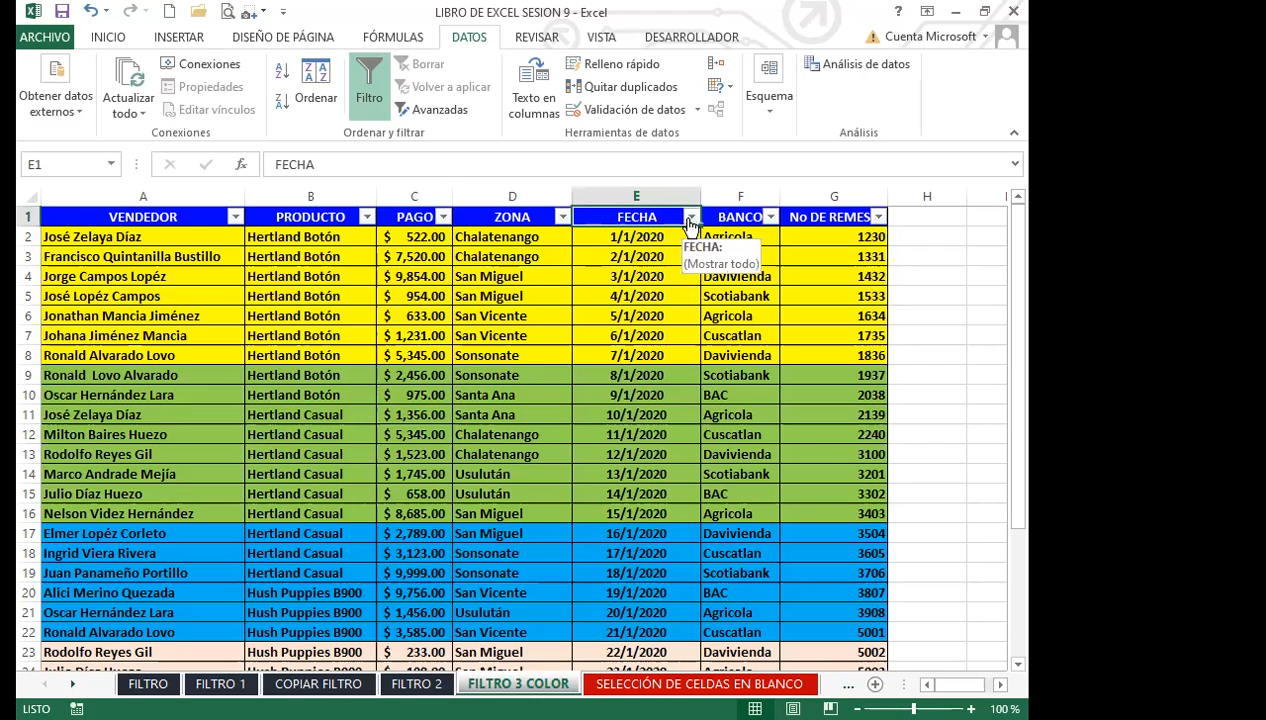 LIBRO DE EXCEL SESION 9 - Excel
ARCHIVO INICIO INSERTAR DISEÑO DE PÁGINA FÓRMULAS DATOS REVISAR VISTA DESARROLLADOR Cuenta Microsoft
Obtener datos externos
Actualizar todo
Conexiones
Propiedades
Editar vínculos
Conexiones
Ordenar
Filtro
Borrar
Volver a aplicar
Avanzadas
Ordenar y filtrar
Texto en columnas
Relleno rápido
Quitar duplicados
Validación de datos
Herramientas de datos
Esquema
Análisis de datos
Análisis
E1 FECHA
A B C D E F G H I
1 VENDEDOR PRODUCTO PAGO ZONA FECHA BANCO No DE REMES
2 José Zelaya Díaz Hertland Botón $ 522.00 Chalatenango 1/1/2020 Agricola 1230
3 Francisco Quintanilla Bustillo Hertland Botón $ 7,520.00 Chalatenango 2/1/2020 1331
4 Jorge Campos Lopéz Hertland Botón $ 9,854.00 San Miguel 3/1/2020 Davivienda 1432
5 José Lopéz Campos Hertland Botón $ 954.00 San Miguel 4/1/2020 Scotiabank 1533
6 Jonathan Mancia Jiménez Hertland Botón $ 633.00 San Vicente 5/1/2020 Agricola 1634
7 Johana Jiménez Mancia Hertland Botón $ 1,231.00 San Vicente 6/1/2020 Cuscatlan 1735
8 Ronald Alvarado Lovo Hertland Botón $ 5,345.00 Sonsonate 7/1/2020 Davivienda 1836
9 Ronald Lovo Alvarado Hertland Botón $ 2,456.00 Sonsonate 8/1/2020 Scotiabank 1937
10 Oscar Hernández Lara Hertland Botón $ 975.00 Santa Ana 9/1/2020 BAC 2038
11 José Zelaya Díaz Hertland Casual $ 1,356.00 Santa Ana 10/1/2020 Agricola 2139
12 Milton Baires Huezo Hertland Casual $ 5,345.00 Chalatenango 11/1/2020 Cuscatlan 2240
13 Rodolfo Reyes Gil Hertland Casual $ 1,523.00 Chalatenango 12/1/2020 Davivienda 3100
14 Marco Andrade Mejía Hertland Casual $ 1,745.00 Usulután 13/1/2020 Scotiabank 3201
15 Julio Díaz Huezo Hertland Casual $ 658.00 Usulután 14/1/2020 BAC 3302
16 Nelson Videz Hernández Hertland Casual $ 8,685.00 San Miguel 15/1/2020 Agricola 3403
17 Elmer Lopéz Corleto Hertland Casual $ 2,789.00 San Miguel 16/1/2020 Davivienda 3504
18 Ingrid Viera Rivera Hertland Casual $ 3,123.00 Sonsonate 17/1/2020 Cuscatlan 3605
19 Juan Panameño Portillo Hertland Casual $ 9,999.00 Sonsonate 18/1/2020 Scotiabank 3706
20 Alici Merino Quezada Hush Puppies B900 $ 9,756.00 San Vicente 19/1/2020 BAC 3807
21 Oscar Hernández Lara Hush Puppies B900 $ 1,456.00 Usulután 20/1/2020 Agricola 3908
22 Ronald Alvarado Lovo Hush Puppies B900 $ 3,585.00 San Vicente 21/1/2020 Cuscatlan 5001
23 Rodolfo Reyes Gil Hush Puppies B900 $ 233.00 San Miguel 22/1/2020 Davivienda 5002
FECHA:
(Mostrar todo)
FILTRO FILTRO 1 COPIAR FILTRO FILTRO 2 FILTRO 3 COLOR SELECCIÓN DE CELDAS EN BLANCO ...
LISTO 100 %